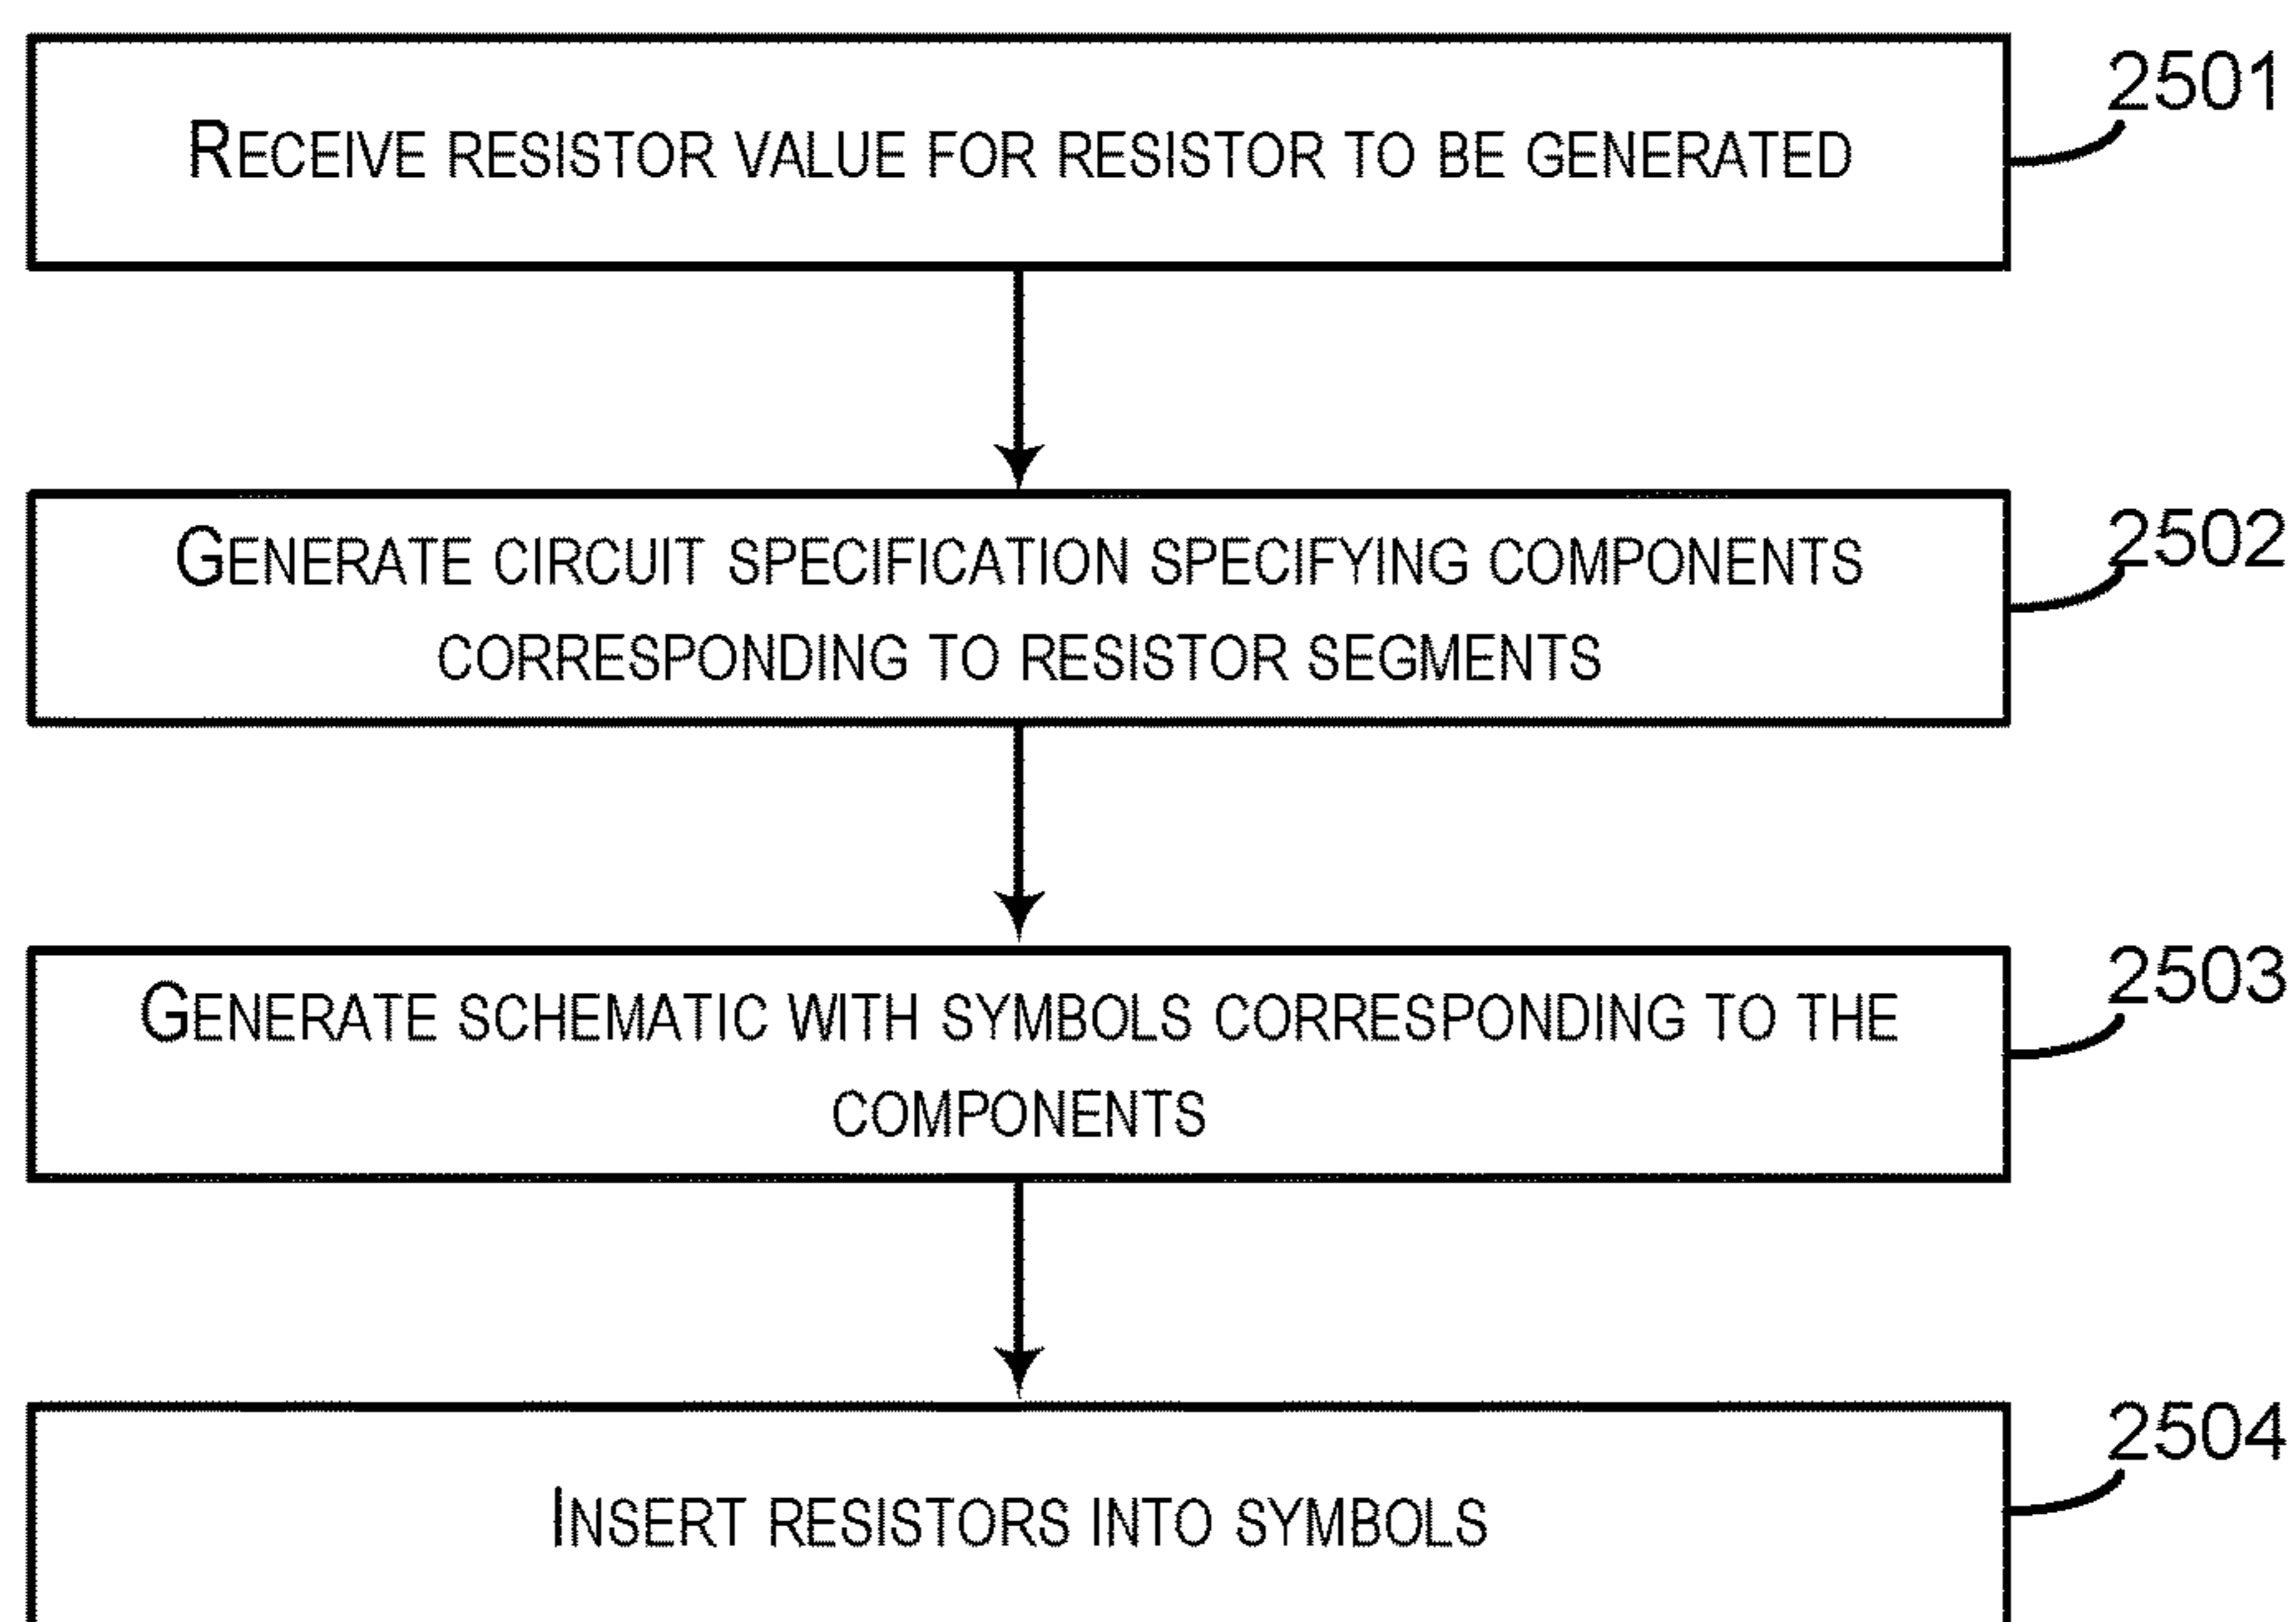 RECEIVE RESISTOR VALUE FOR RESISTOR TO BE GENERATED
2501
GENERATE CIRCUIT SPECIFICATION SPECIFYING COMPONENTS
CORRESPONDING TO RESISTOR SEGMENTS
2502
GENERATE SCHEMATIC WITH SYMBOLS CORRESPONDING TO THE
COMPONENTS
2503
INSERT RESISTORS INTO SYMBOLS
2504